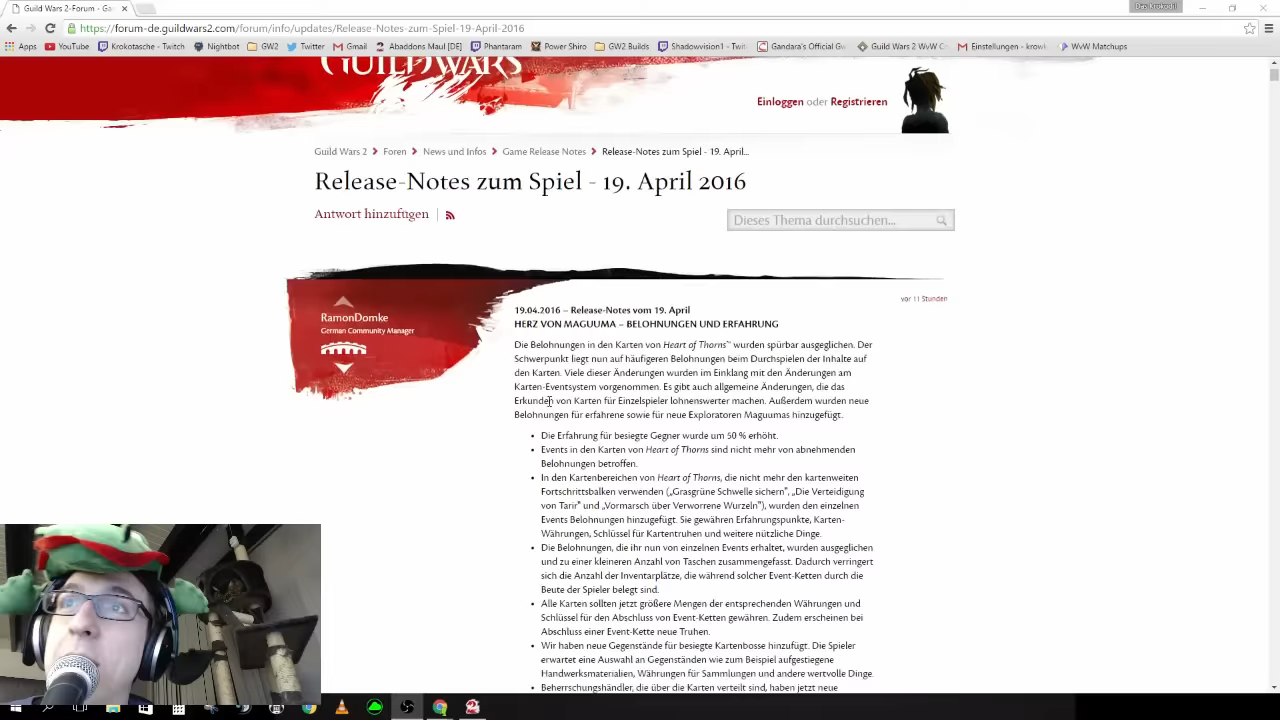 Guild Wars 2-Forum - Ga
Das Krokodil
https://forum-de.guildwars2.com/forum/info/updates/Release-Notes-zum-Spiel-19-April-2016
Apps YouTube Krokotasche - Twitch Nightbot GW2 Twitter Gmail Abaddons Maul [DE] Phantaram Power Shiro GW2 Builds Shadowvision1 - Twit Gandara's Official Gw Guild Wars 2 WvW C Einstellungen - krowk WvW Matchups
GUILDWARS
Einloggen oder Registrieren
Guild Wars 2 > Foren > News und Infos > Game Release Notes > Release-Notes zum Spiel - 19. April...
Release-Notes zum Spiel - 19. April 2016
Antwort hinzufügen
Dieses Thema durchsuchen...
vor 11 Stunden
RamonDomke
German Community Manager
19.04.2016 – Release-Notes vom 19. April
HERZ VON MAGUUMA – BELOHNUNGEN UND ERFAHRUNG
Die Belohnungen in den Karten von Heart of Thorns™ wurden spürbar ausgeglichen. Der
Schwerpunkt liegt nun auf häufigeren Belohnungen beim Durchspielen der Inhalte auf
den Karten. Viele dieser Änderungen wurden im Einklang mit den Änderungen am
Karten-Eventsystem vorgenommen. Es gibt auch allgemeine Änderungen, die das
Erkunden von Karten für Einzelspieler lohnenswerter machen. Außerdem wurden neue
Belohnungen für erfahrene sowie für neue Exploratoren Maguumas hinzugefügt.
• Die Erfahrung für besiegte Gegner wurde um 50 % erhöht.
• Events in den Karten von Heart of Thorns sind nicht mehr von abnehmenden
Belohnungen betroffen.
• In den Kartenbereichen von Heart of Thorns, die nicht mehr den kartenweiten
Fortschrittsbalken verwenden („Grasgrüne Schwelle sichern", „Die Verteidigung
von Tarir" und „Vormarsch über Verworrene Wurzeln"), wurden den einzelnen
Events Belohnungen hinzugefügt. Sie gewähren Erfahrungspunkte, Karten-
Währungen, Schlüssel für Kartentruhen und weitere nützliche Dinge.
• Die Belohnungen, die ihr nun von einzelnen Events erhaltet, wurden ausgeglichen
und zu einer kleineren Anzahl von Taschen zusammengefasst. Dadurch verringert
sich die Anzahl der Inventarplätze, die während solcher Event-Ketten durch die
Beute der Spieler belegt sind.
• Alle Karten sollten jetzt größere Mengen der entsprechenden Währungen und
Schlüssel für den Abschluss von Event-Ketten gewähren. Zudem erscheinen bei
Abschluss einer Event-Kette neue Truhen.
• Wir haben neue Gegenstände für besiegte Kartenbosse hinzufügt. Die Spieler
erwartet eine Auswahl an Gegenständen wie zum Beispiel aufgestiegene
Handwerksmaterialien, Währungen für Sammlungen und andere wertvolle Dinge.
• Beherrschungshändler, die über die Karten verteilt sind, haben jetzt neue